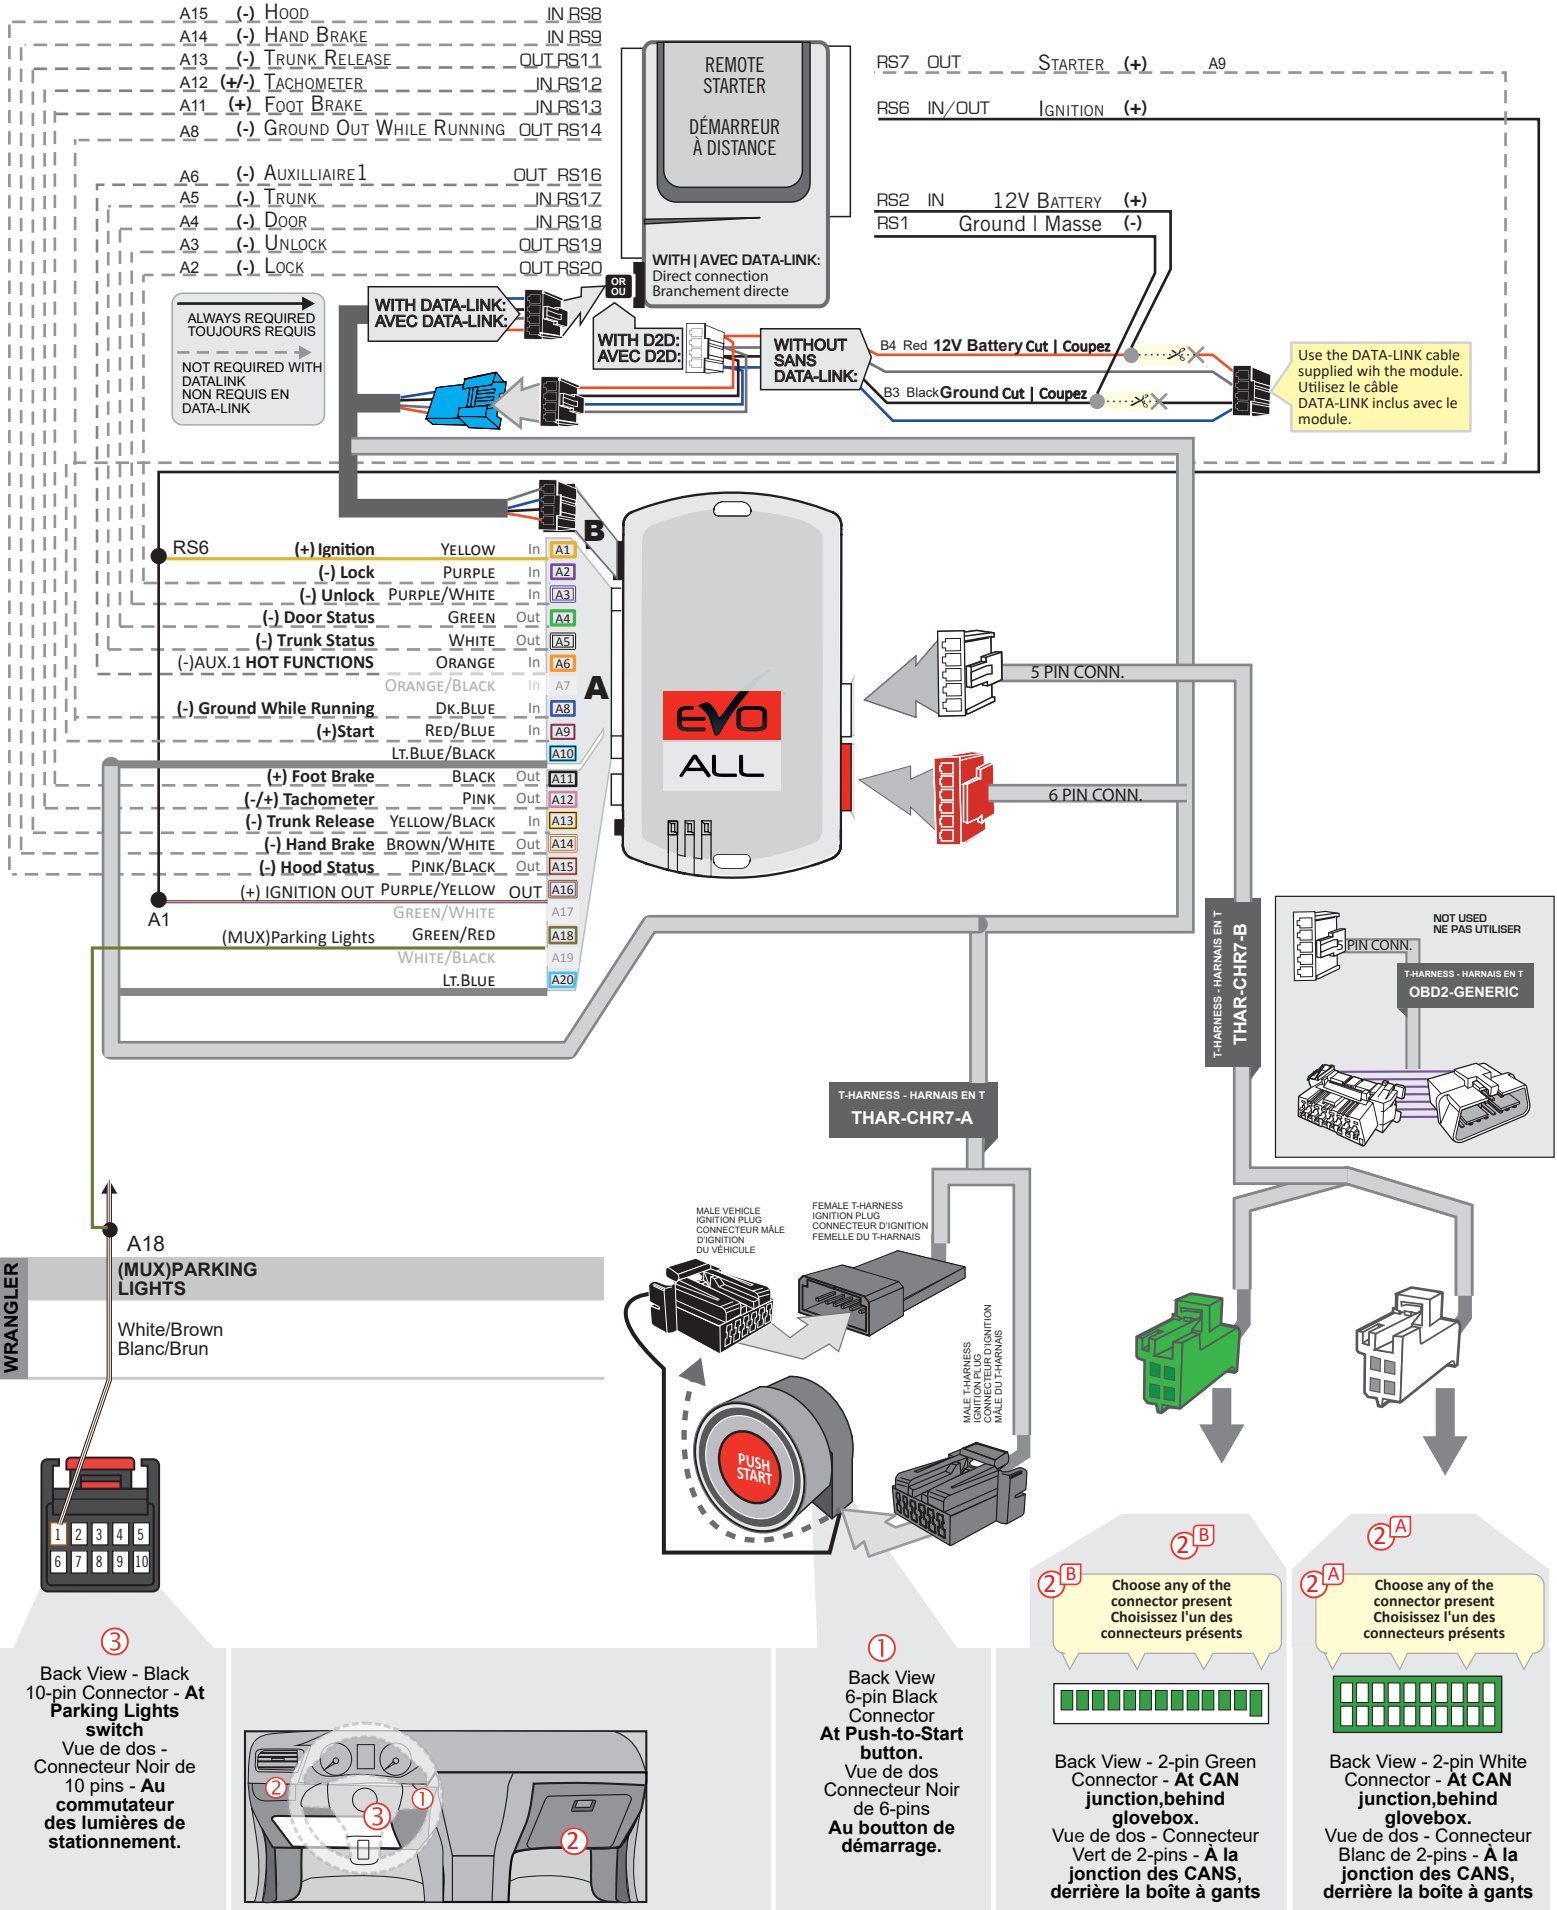 A15 (-) HOOD IN RS8
A14 (-) HAND BRAKE IN RS9
A13 (-) TRUNK RELEASE OUT RS11
A12 (+/-) TACHOMETER IN RS12
A11 (+) FOOT BRAKE IN RS13
A8 (-) GROUND OUT WHILE RUNNING OUT RS14
A6 (-) AUXILLIAIRE1 OUT RS16
A5 (-) TRUNK IN RS17
A4 (-) DOOR IN RS18
A3 (-) UNLOCK OUT RS19
A2 (-) LOCK OUT RS20
REMOTE
STARTER
DÉMARREUR
À DISTANCE
WITH | AVEC DATA-LINK:
Direct connection
Branchement directe
RS7 OUT STARTER (+) A9
RS6 IN/OUT IGNITION (+)
RS2 IN 12V BATTERY (+)
RS1 Ground | Masse (-)
ALWAYS REQUIRED
TOUJOURS REQUIS
NOT REQUIRED WITH
DATALINK
NON REQUIS EN
DATA-LINK
WITH DATA-LINK:
AVEC DATA-LINK:
OR
OU
WITH D2D:
AVEC D2D:
WITHOUT
SANS
DATA-LINK:
B4 Red 12V Battery Cut | Coupez
B3 Black Ground Cut | Coupez
Use the DATA-LINK cable
supplied wih the module.
Utilisez le câble
DATA-LINK inclus avec le
module.
B
RS6 (+) Ignition YELLOW In A1
(-) Lock PURPLE In A2
(-) Unlock PURPLE/WHITE In A3
(-) Door Status GREEN Out A4
(-) Trunk Status WHITE Out A5
(-)AUX.1 HOT FUNCTIONS ORANGE In A6
ORANGE/BLACK In A7
(-) Ground While Running DK.BLUE In A8
(+)Start RED/BLUE In A9
LT.BLUE/BLACK A10
(+) Foot Brake BLACK Out A11
(-/+) Tachometer PINK Out A12
(-) Trunk Release YELLOW/BLACK In A13
(-) Hand Brake BROWN/WHITE Out A14
(-) Hood Status PINK/BLACK Out A15
(+) IGNITION OUT PURPLE/YELLOW OUT A16
A1
GREEN/WHITE A17
(MUX)Parking Lights GREEN/RED A18
WHITE/BLACK A19
LT.BLUE A20
A
EVO
ALL
5 PIN CONN.
6 PIN CONN.
T-HARNESS - HARNAIS EN T
THAR-CHR7-B
NOT USED
NE PAS UTILISER
5 PIN CONN.
T-HARNESS - HARNAIS EN T
OBD2-GENERIC
T-HARNESS - HARNAIS EN T
THAR-CHR7-A
MALE VEHICLE
IGNITION PLUG
CONNECTEUR MÂLE
D'IGNITION
DU VÉHICULE
FEMALE T-HARNESS
IGNITION PLUG
CONNECTEUR D'IGNITION
FEMELLE DU T-HARNAIS
MALE T-HARNESS
IGNITION PLUG
CONNECTEUR D'IGNITION
MÂLE DU T-HARNAIS
PUSH
START
WRANGLER
A18
(MUX)PARKING
LIGHTS
White/Brown
Blanc/Brun
1 2 3 4 5
6 7 8 9 10
3
Back View - Black
10-pin Connector - At
Parking Lights
switch
Vue de dos -
Connecteur Noir de
10 pins - Au
commutateur
des lumières de
stationnement.
2
1
3
2
1
Back View
6-pin Black
Connector
At Push-to-Start
button.
Vue de dos
Connecteur Noir
de 6-pins
Au boutton de
démarrage.
2 B
2 B
Choose any of the
connector present
Choisissez l'un des
connecteurs présents
Back View - 2-pin Green
Connector - At CAN
junction,behind
glovebox.
Vue de dos - Connecteur
Vert de 2-pins - À la
jonction des CANS,
derrière la boîte à gants
2 A
2 A
Choose any of the
connector present
Choisissez l'un des
connecteurs présents
Back View - 2-pin White
Connector - At CAN
junction,behind
glovebox.
Vue de dos - Connecteur
Blanc de 2-pins - À la
jonction des CANS,
derrière la boîte à gants